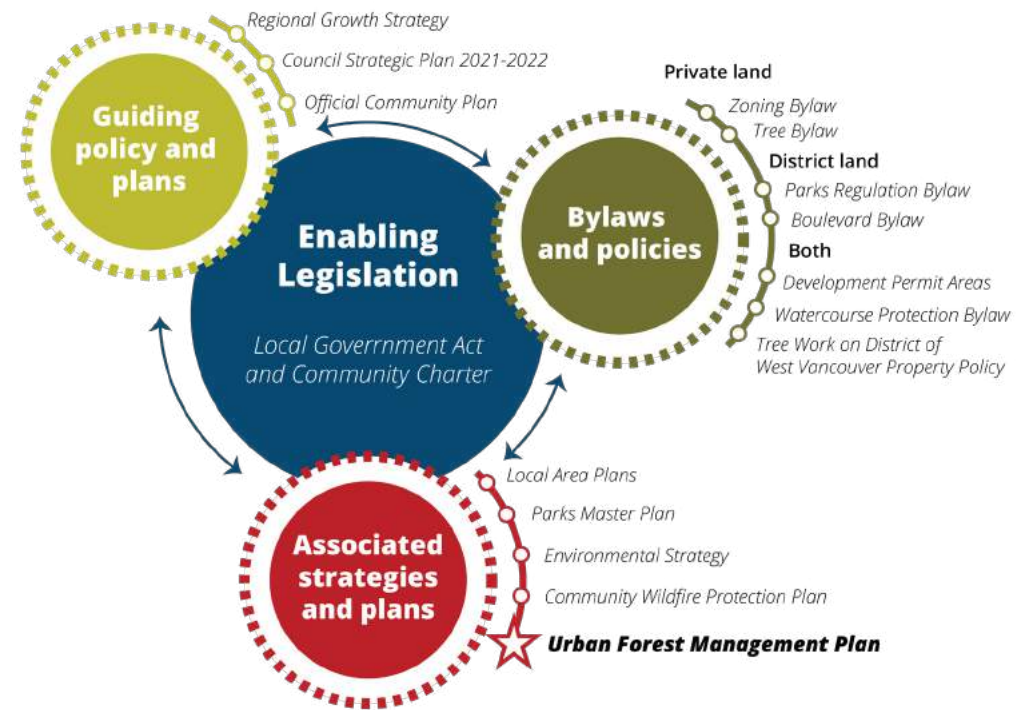 Regional Growth Strategy
Council Strategic Plan 2021-2022
Official Community Plan
Guiding
policy and
plans
Private land
Zoning Bylaw
Tree Bylaw
District land
Parks Regulation Bylaw
Boulevard Bylaw
Both
Development Permit Areas
Watercourse Protection Bylaw
Tree Work on District of
West Vancouver Property Policy
Bylaws
and policies
Enabling
Legislation
Local Goverrnment Act
and Community Charter
Associated
strategies
and plans
Local Area Plans
Parks Master Plan
Environmental Strategy
Community Wildfire Protection Plan
Urban Forest Management Plan